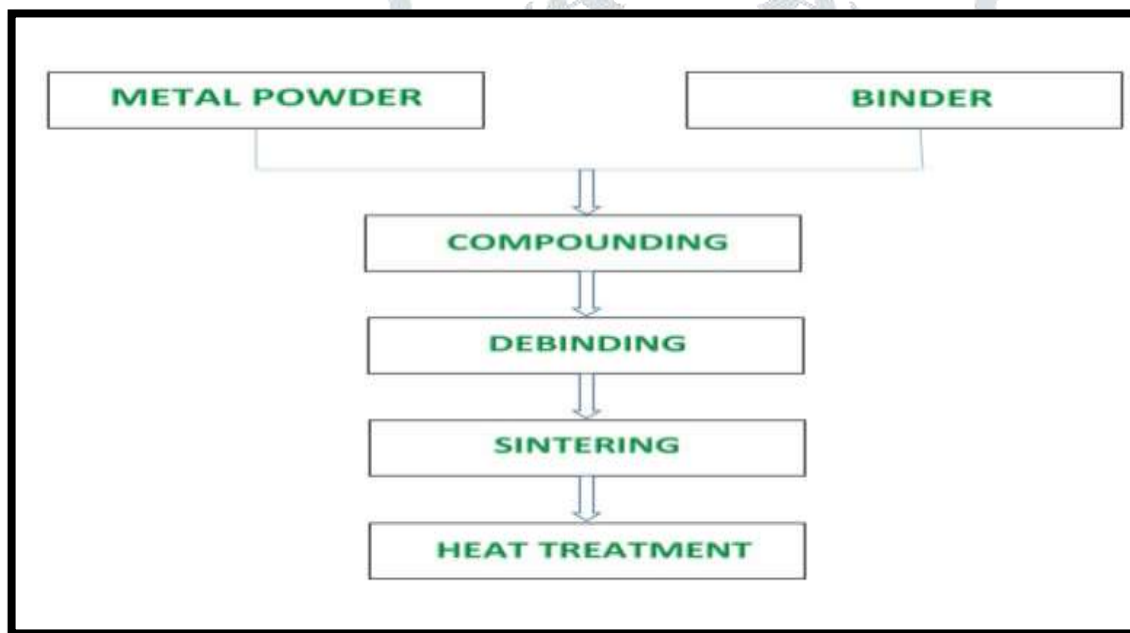 METAL POWDER
BINDER
COMPOUNDING
DEBINDING
SINTERING
HEAT TREATMENT